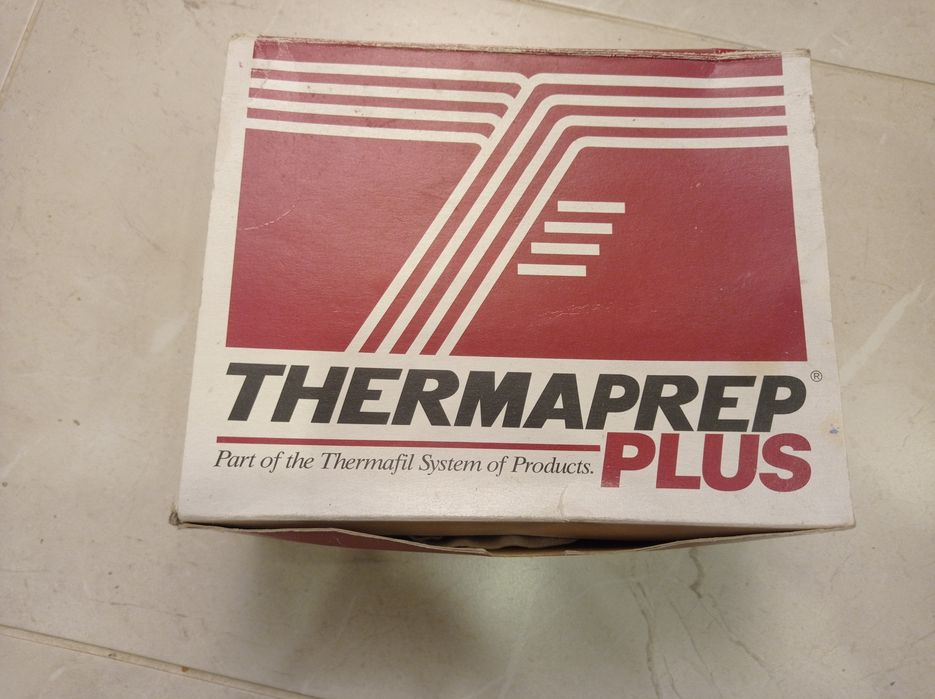 THERMAPREP®
PLUS
Part of the Thermafil System of Products.